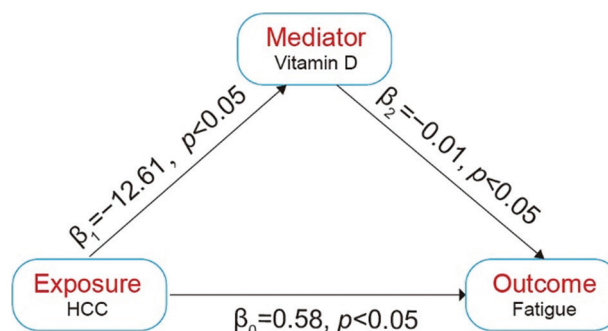 Mediator
Vitamin D
β₁=−12.61, p<0.05
β₂=−0.01, p<0.05
Exposure
HCC
Outcome
Fatigue
β₀=0.58, p<0.05